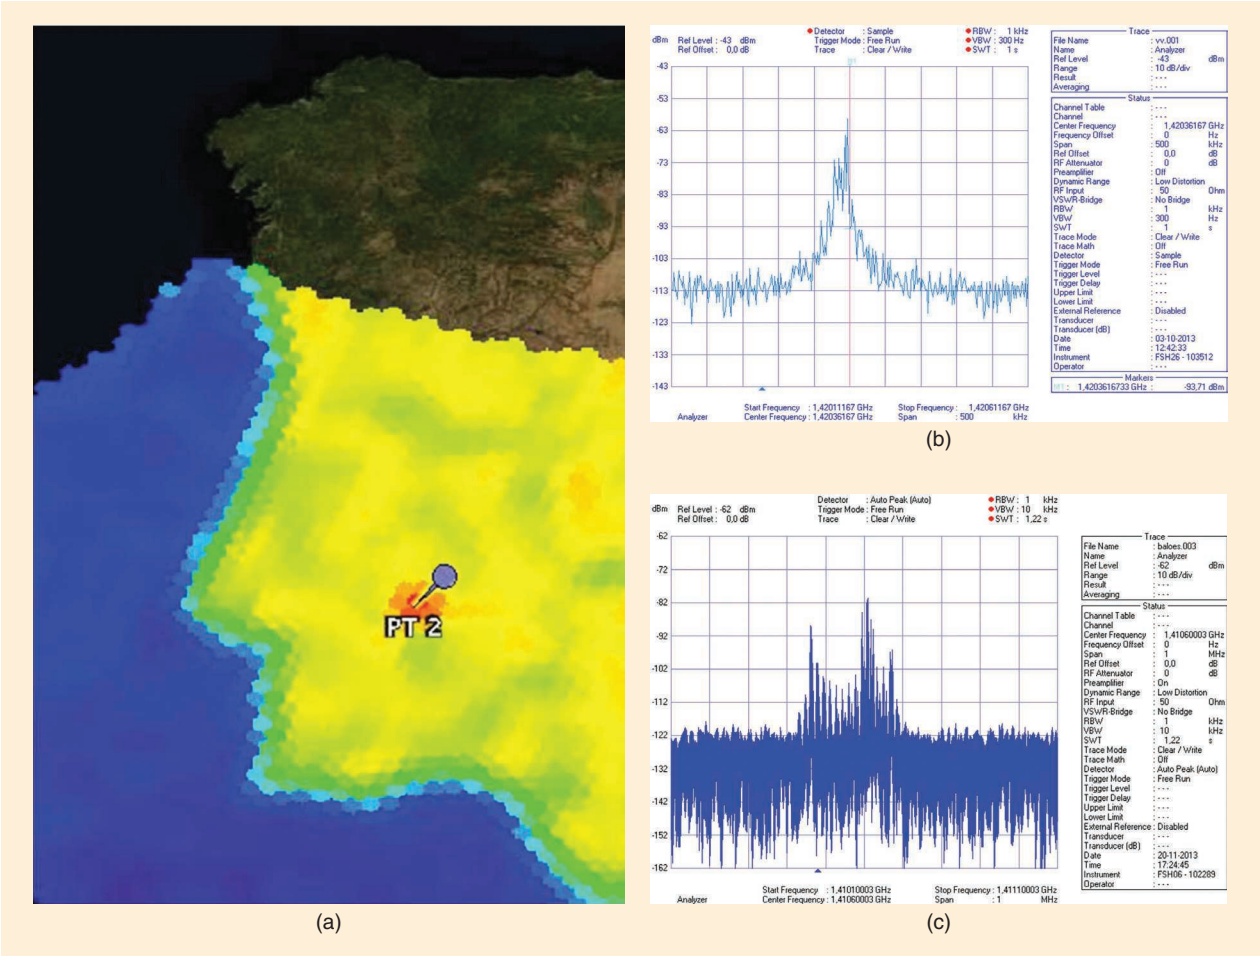 PT 2
(a)
dBm Ref Level : -43 dBm Detector : Sample RBW : 1 kHz
Ref Offset : 0,0 dB Trigger Mode : Free Run VBW : 300 Hz
Trace : Clear / Write SWT : 1 s
-43
-53
-63
-73
-83
-93
-103
-113
-123
-133
-143
Start Frequency : 1,42011167 GHz Stop Frequency : 1,42061167 GHz
Analyzer Center Frequency : 1,42036167 GHz Span : 500 kHz
Trace
File Name : vv.001
Name : Analyzer
Ref Level : -43 dBm
Range : 10 dB/div
Result : ---
Averaging : ---
Status
Channel Table : ---
Channel : ---
Center Frequency : 1,42036167 GHz
Frequency Offset : 0 Hz
Span : 500 kHz
Ref Offset : 0,0 dB
RF Attenuator : 0 dB
Preamplifier : Off
Dynamic Range : Low Distortion
RF Input : 50 Ohm
VSWR-Bridge : No Bridge
RBW : 1 kHz
VBW : 300 Hz
SWT : 1 s
Trace Mode : Clear / Write
Trace Math : Off
Detector : Sample
Trigger Mode : Free Run
Trigger Level : ---
Trigger Delay : ---
Upper Limit : ---
Lower Limit : ---
External Reference : Disabled
Transducer : ---
Transducer (dB) : ---
Date : 03-10-2013
Time : 12:42:33
Instrument : FSH26 - 103512
Operator : ---
Markers
1,4203616733 GHz : -93,71 dBm
(b)
dBm Ref Level : -62 dBm Detector : Auto Peak (Auto) RBW : 1 kHz
Ref Offset : 0,0 dB Trigger Mode : Free Run VBW : 10 kHz
Trace : Clear / Write SWT : 1,22 s
-62
-72
-82
-92
-102
-112
-122
-132
-142
-152
-162
Start Frequency : 1,41010003 GHz Stop Frequency : 1,41110003 GHz
Analyzer Center Frequency : 1,41060003 GHz Span : 1 MHz
Trace
File Name : baloes.003
Name : Analyzer
Ref Level : -62 dBm
Range : 10 dB/div
Result : ---
Averaging : ---
Status
Channel Table : ---
Channel : ---
Center Frequency : 1,41060003 GHz
Frequency Offset : 0 Hz
Span : 1 MHz
Ref Offset : 0,0 dB
RF Attenuator : 0 dB
Preamplifier : On
Dynamic Range : Low Distortion
RF Input : 50 Ohm
VSWR-Bridge : No Bridge
RBW : 1 kHz
VBW : 10 kHz
SWT : 1,22 s
Trace Mode : Clear / Write
Trace Math : Off
Detector : Auto Peak (Auto)
Trigger Mode : Free Run
Trigger Level : ---
Trigger Delay : ---
Upper Limit : ---
Lower Limit : ---
External Reference : Disabled
Transducer : ---
Transducer (dB) : ---
Date : 20-11-2013
Time : 17:24:45
Instrument : FSH06 - 102289
Operator : ---
(c)